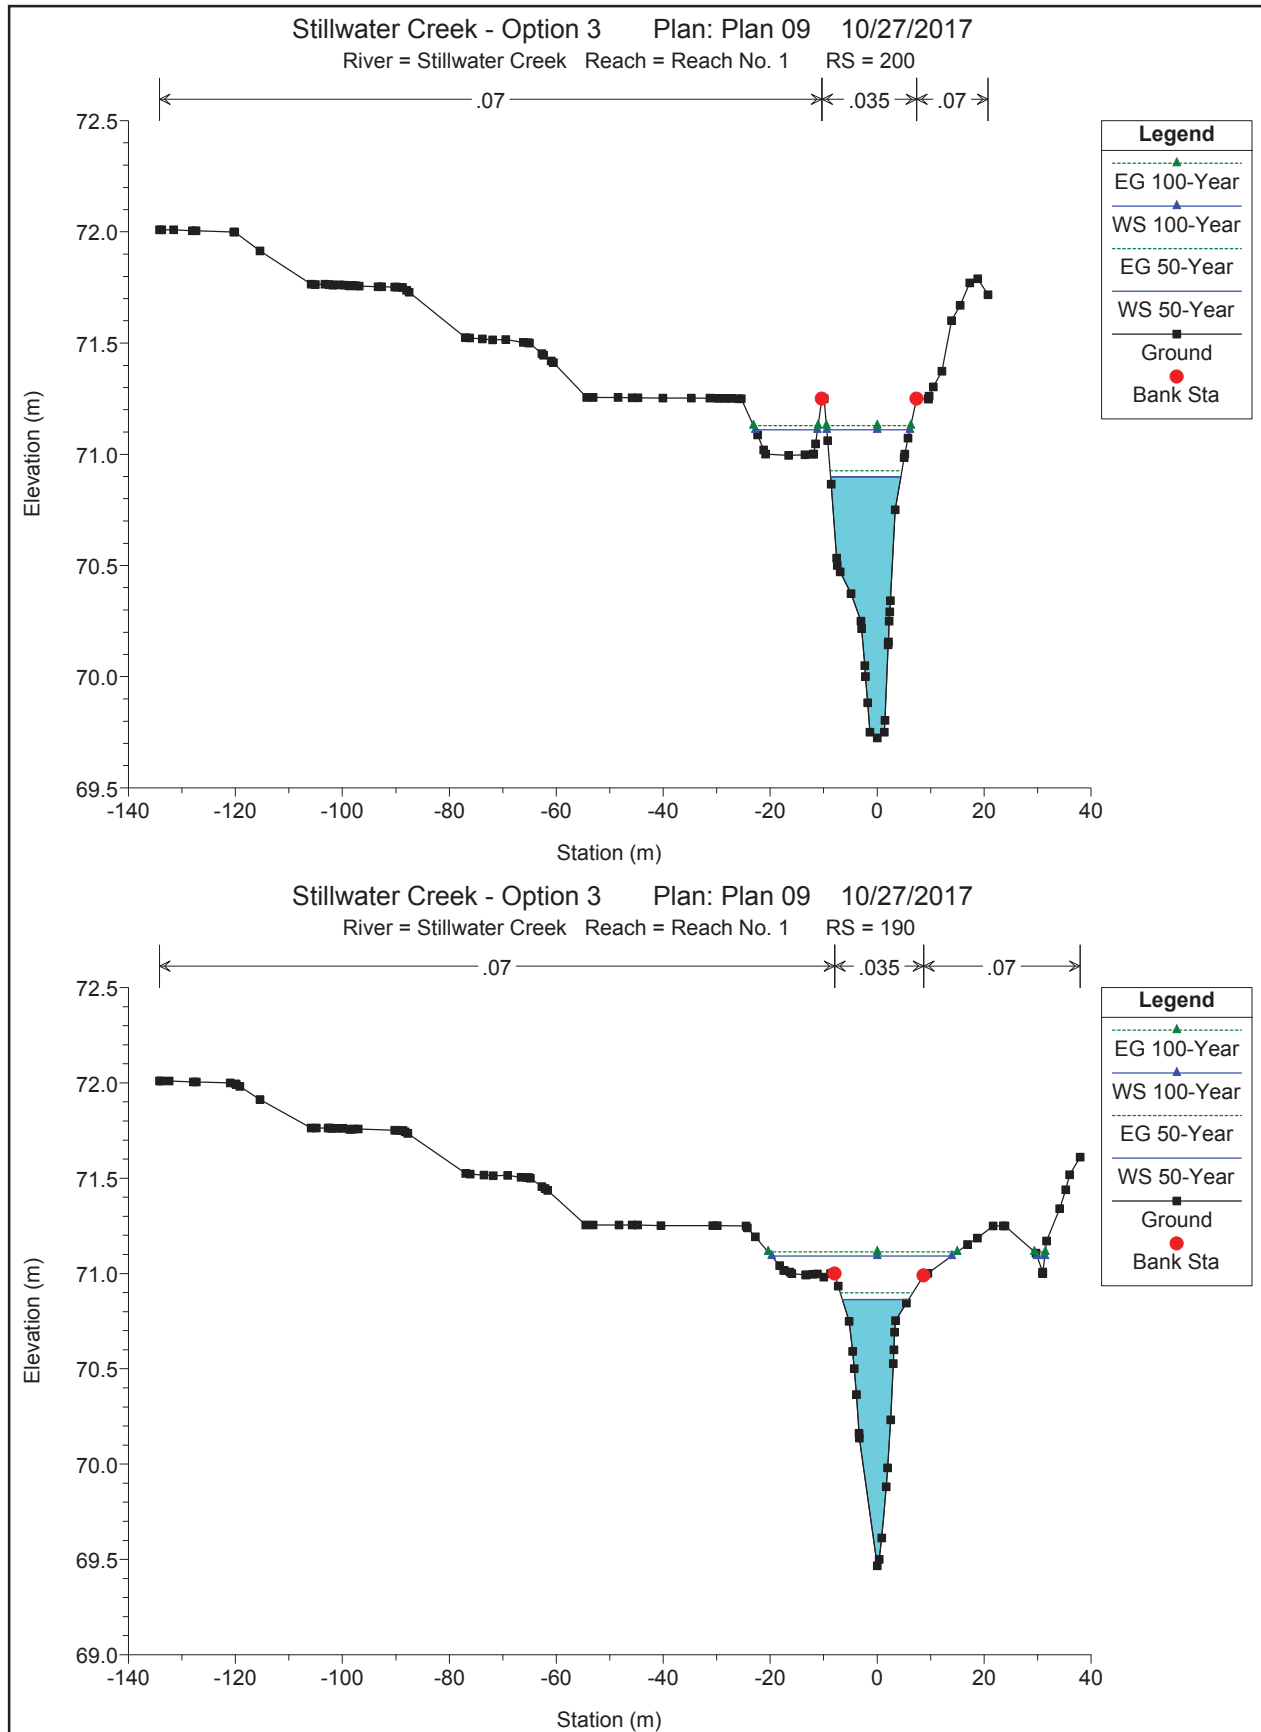 Stillwater Creek - Option 3 Plan: Plan 09 10/27/2017
River = Stillwater Creek Reach = Reach No. 1 RS = 200
.07 .035 .07
72.5
72.0
71.5
71.0
70.5
70.0
69.5
Elevation (m)
-140 -120 -100 -80 -60 -40 -20 0 20 40
Station (m)
Legend
EG 100-Year
WS 100-Year
EG 50-Year
WS 50-Year
Ground
Bank Sta
Stillwater Creek - Option 3 Plan: Plan 09 10/27/2017
River = Stillwater Creek Reach = Reach No. 1 RS = 190
.07 .035 .07
72.5
72.0
71.5
71.0
70.5
70.0
69.5
69.0
Elevation (m)
-140 -120 -100 -80 -60 -40 -20 0 20 40
Station (m)
Legend
EG 100-Year
WS 100-Year
EG 50-Year
WS 50-Year
Ground
Bank Sta